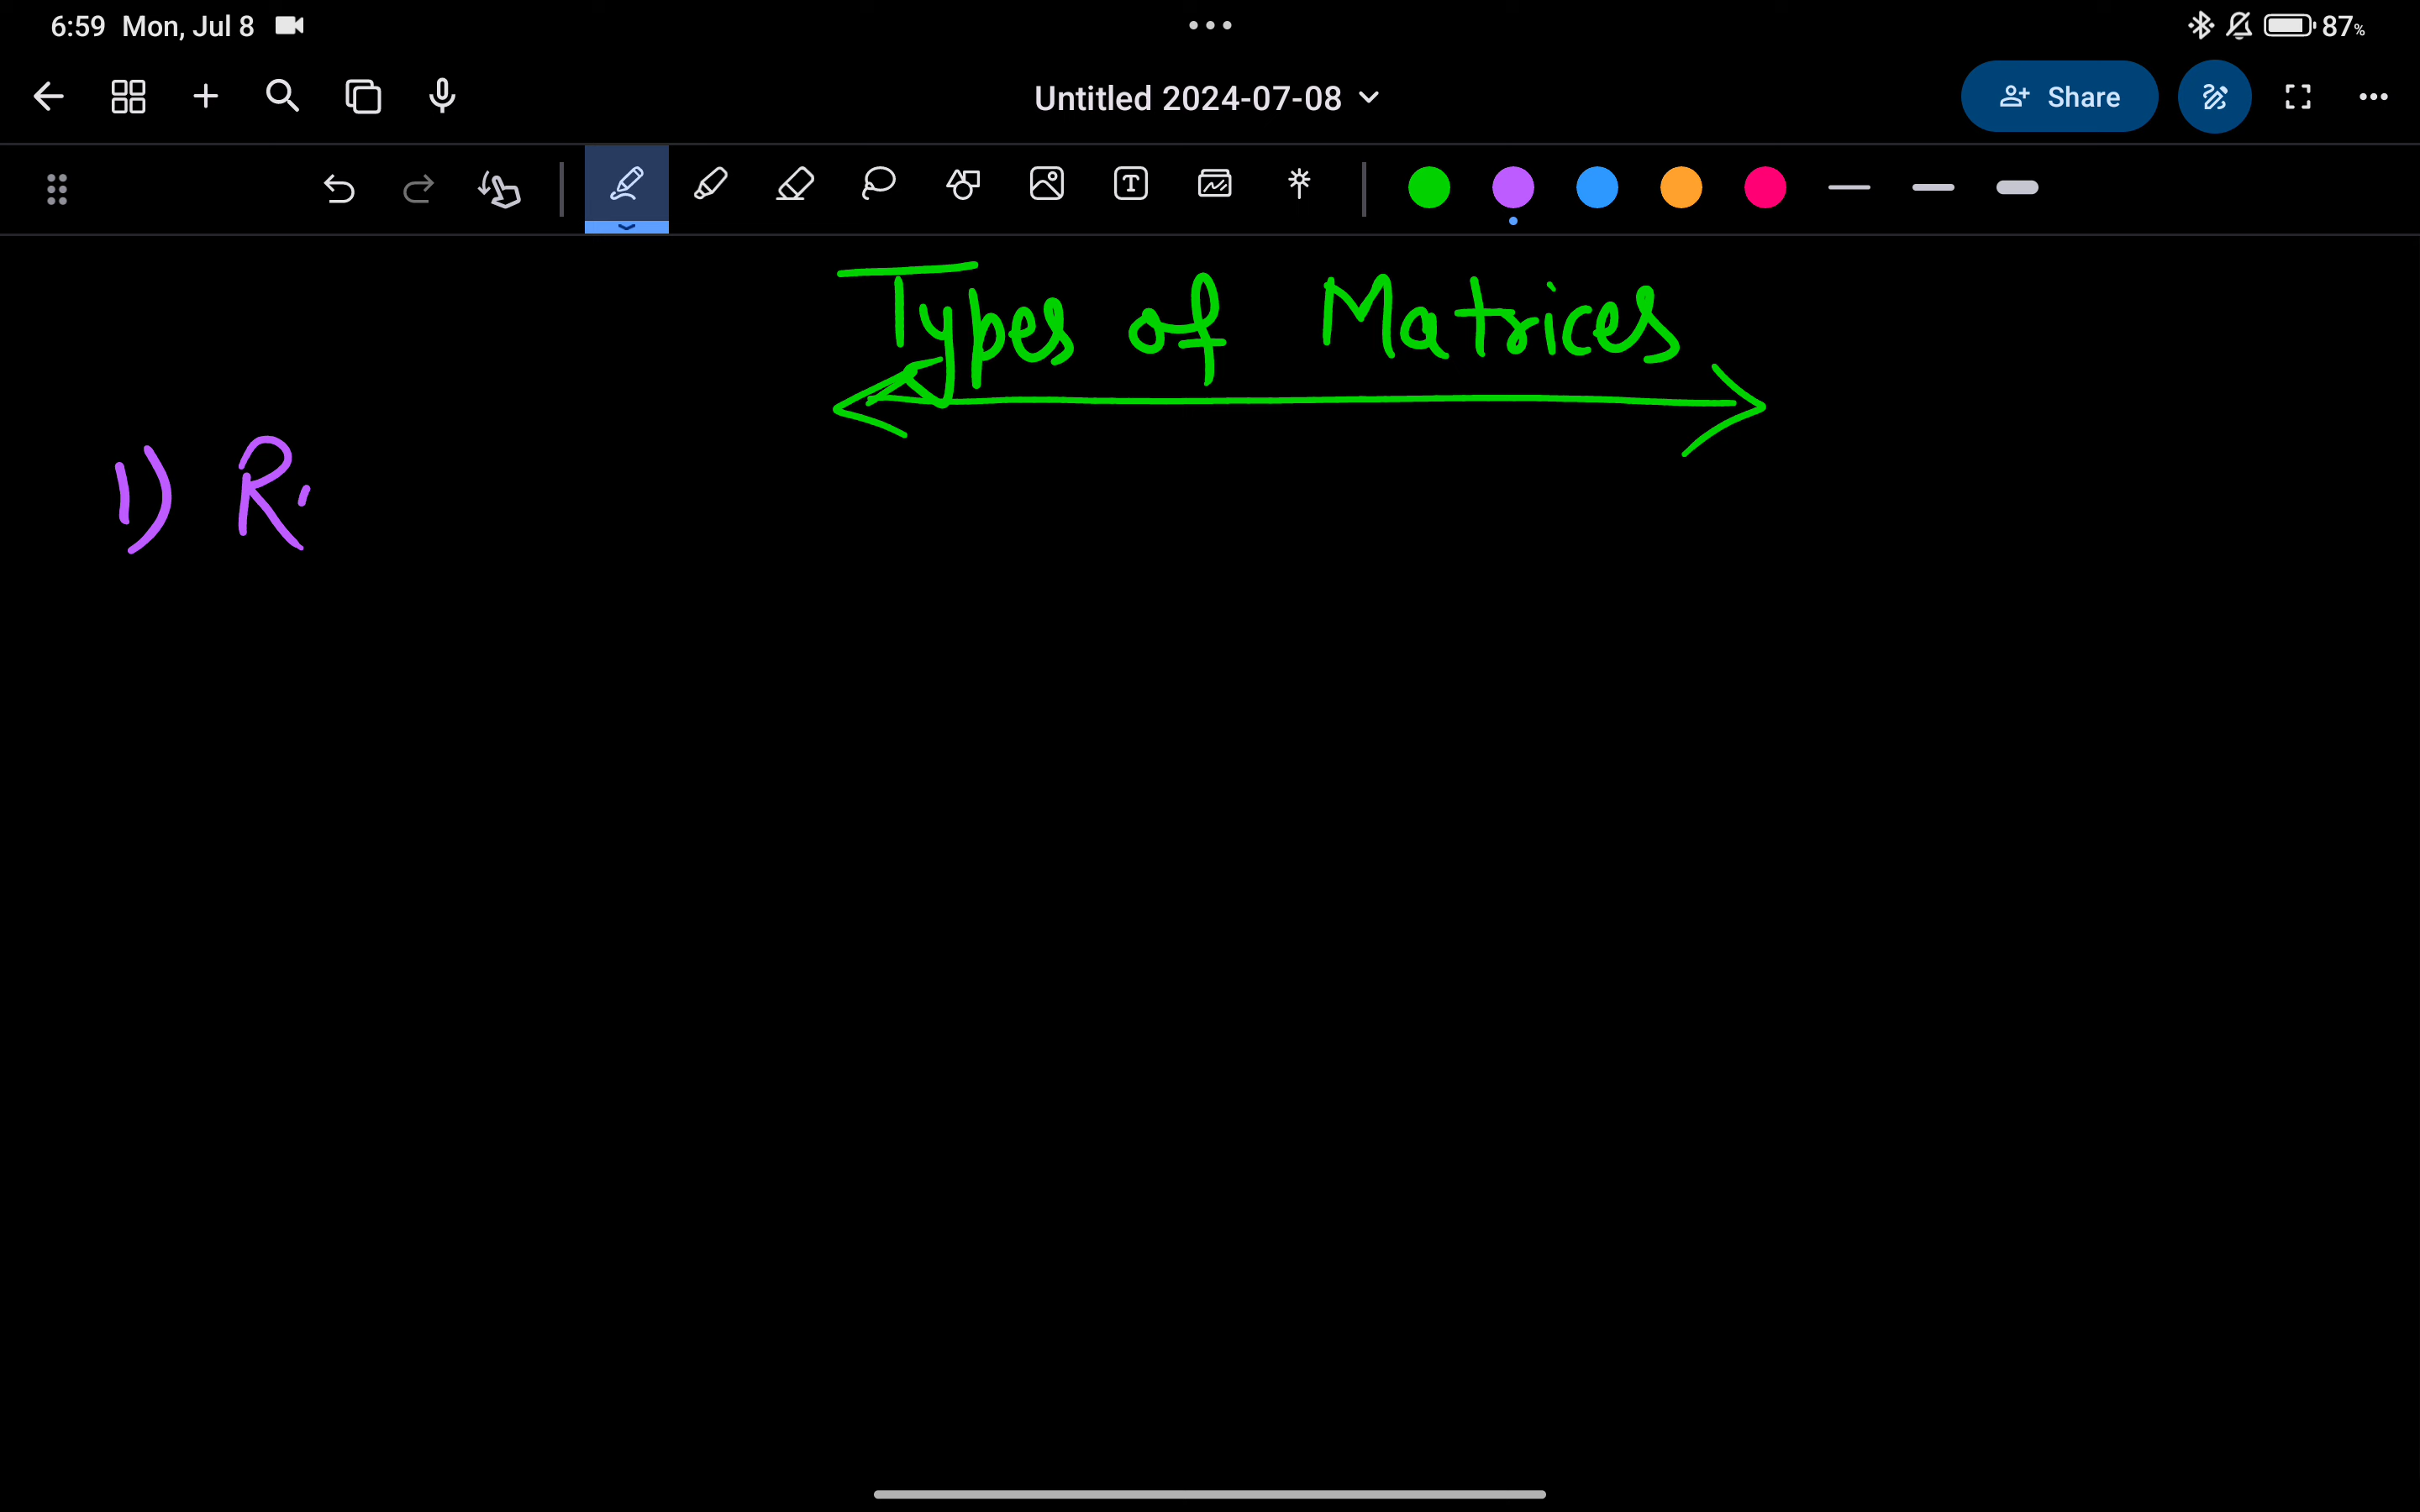 6:59 Mon, Jul 8 87%
Untitled 2024-07-08 Share
Types of Matrices
1) R